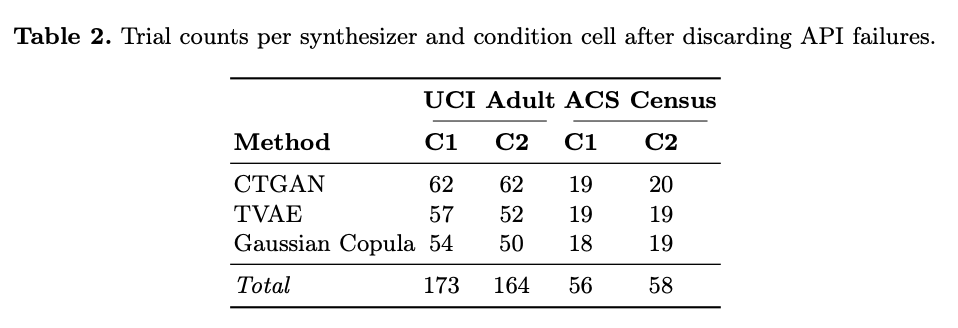 Table 2. Trial counts per synthesizer and condition cell after discarding API failures.
UCI Adult ACS Census
Method C1 C2 C1 C2
CTGAN 62 62 19 20
TVAE 57 52 19 19
Gaussian Copula 54 50 18 19
Total 173 164 56 58